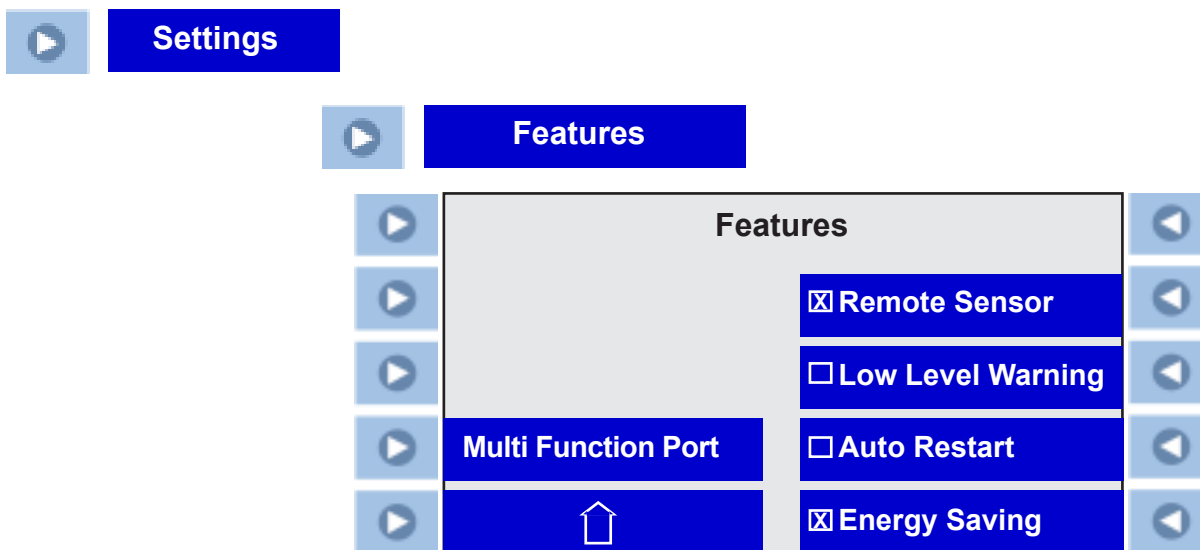 Settings
Features
Features
☒ Remote Sensor
☐ Low Level Warning
Multi Function Port
☐ Auto Restart
☒ Energy Saving